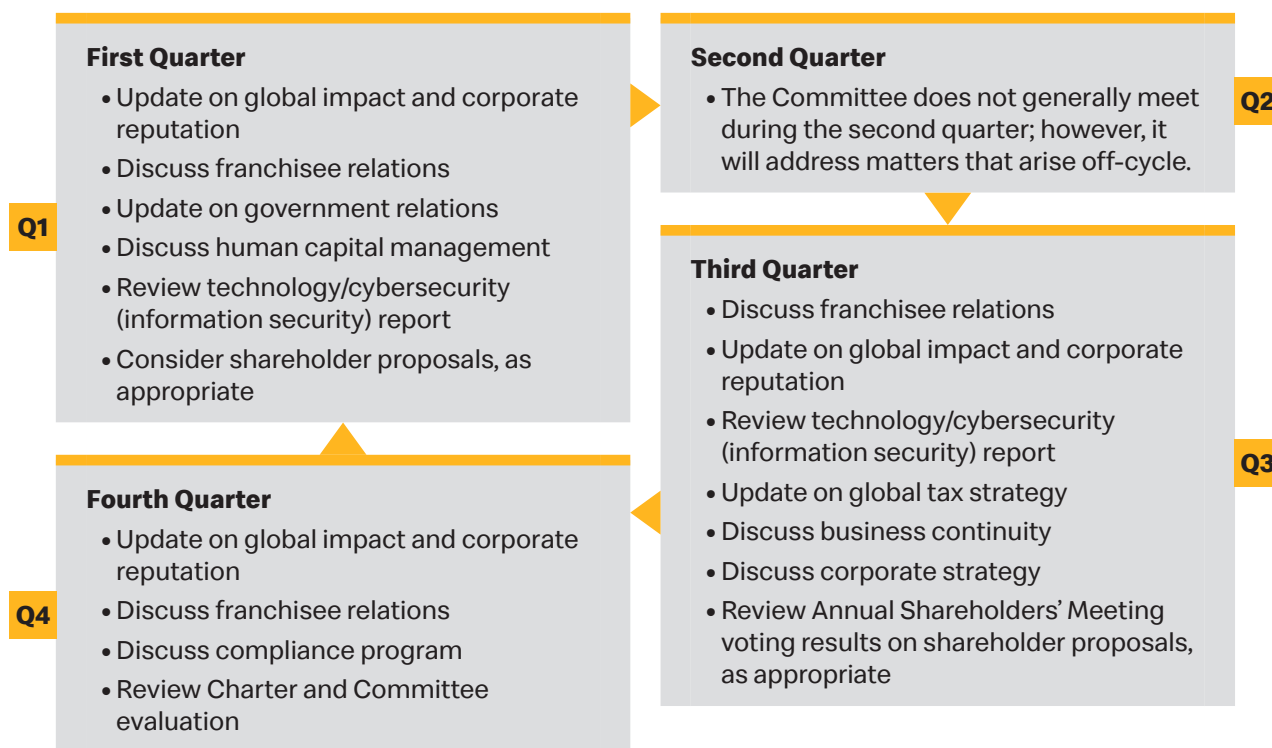 First Quarter
• Update on global impact and corporate
reputation
• Discuss franchisee relations
• Update on government relations
• Discuss human capital management
• Review technology/cybersecurity
(information security) report
• Consider shareholder proposals, as
appropriate
Q1
Second Quarter
• The Committee does not generally meet
during the second quarter; however, it
will address matters that arise off-cycle.
Q2
Third Quarter
• Discuss franchisee relations
• Update on global impact and corporate
reputation
• Review technology/cybersecurity
(information security) report
• Update on global tax strategy
• Discuss business continuity
• Discuss corporate strategy
• Review Annual Shareholders’ Meeting
voting results on shareholder proposals,
as appropriate
Q3
Fourth Quarter
• Update on global impact and corporate
reputation
• Discuss franchisee relations
• Discuss compliance program
• Review Charter and Committee
evaluation
Q4